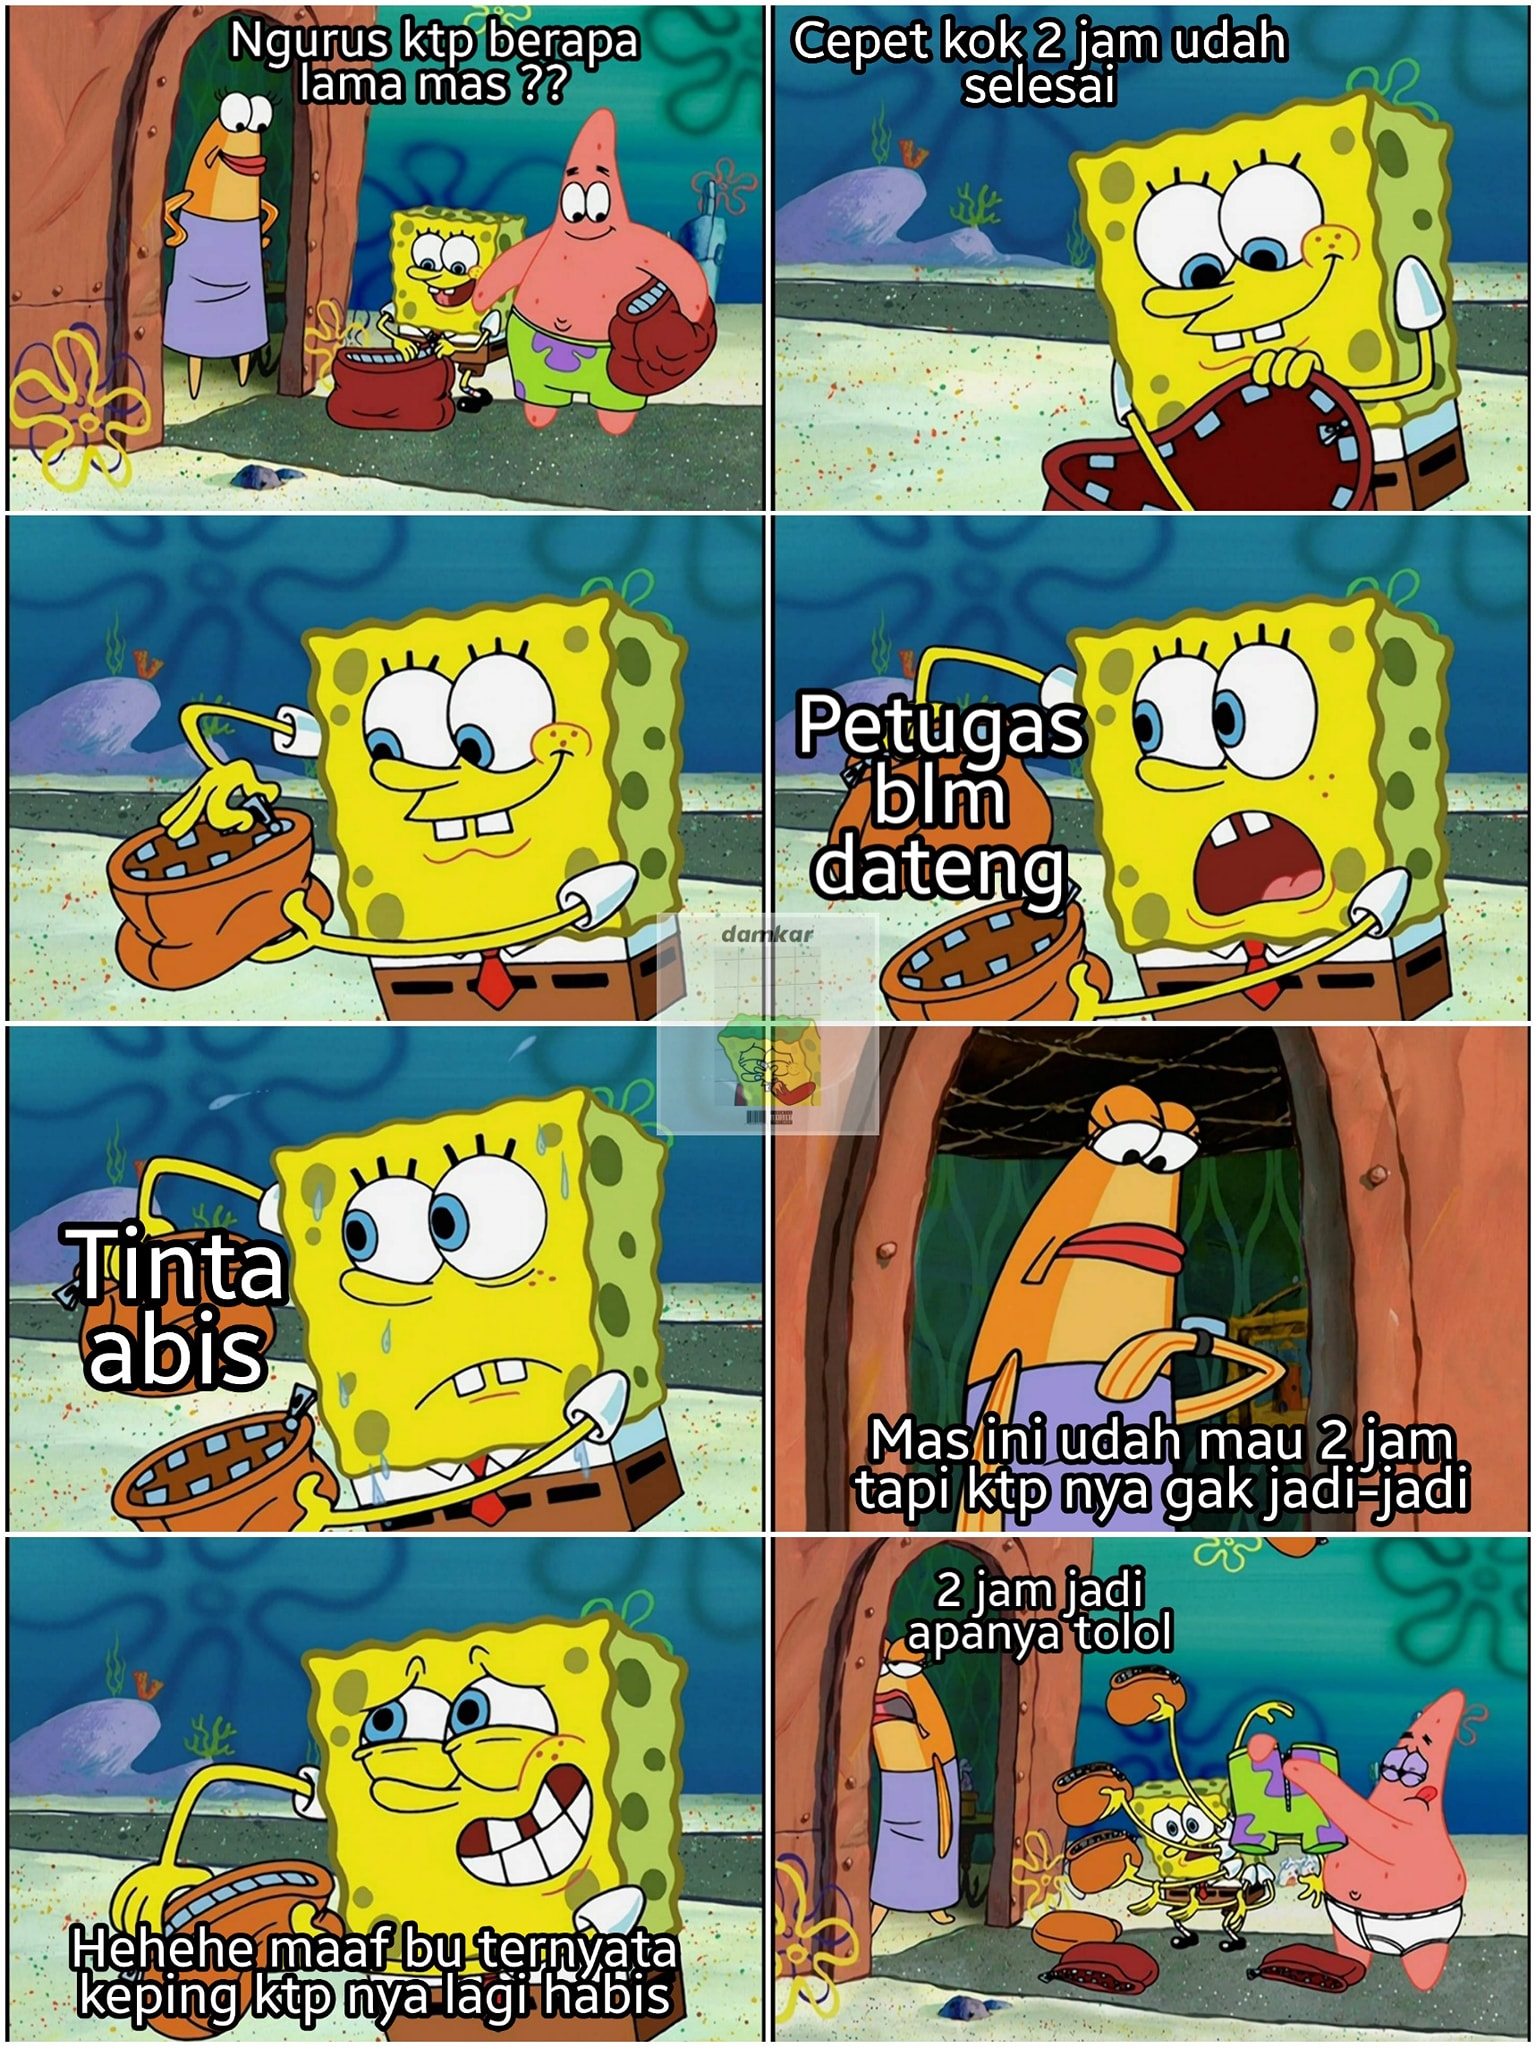 Ngurus ktp berapa
lama mas ??
Cepet kok 2 jam udah
selesai
Petugas
blm
dateng
Tinta
abis
damkar
Mas ini udah mau 2 jam
tapi ktp nya gak jadi-jadi
Hehehe maaf bu ternyata
keping ktp nya lagi habis
2 jam jadi
apanya tolol